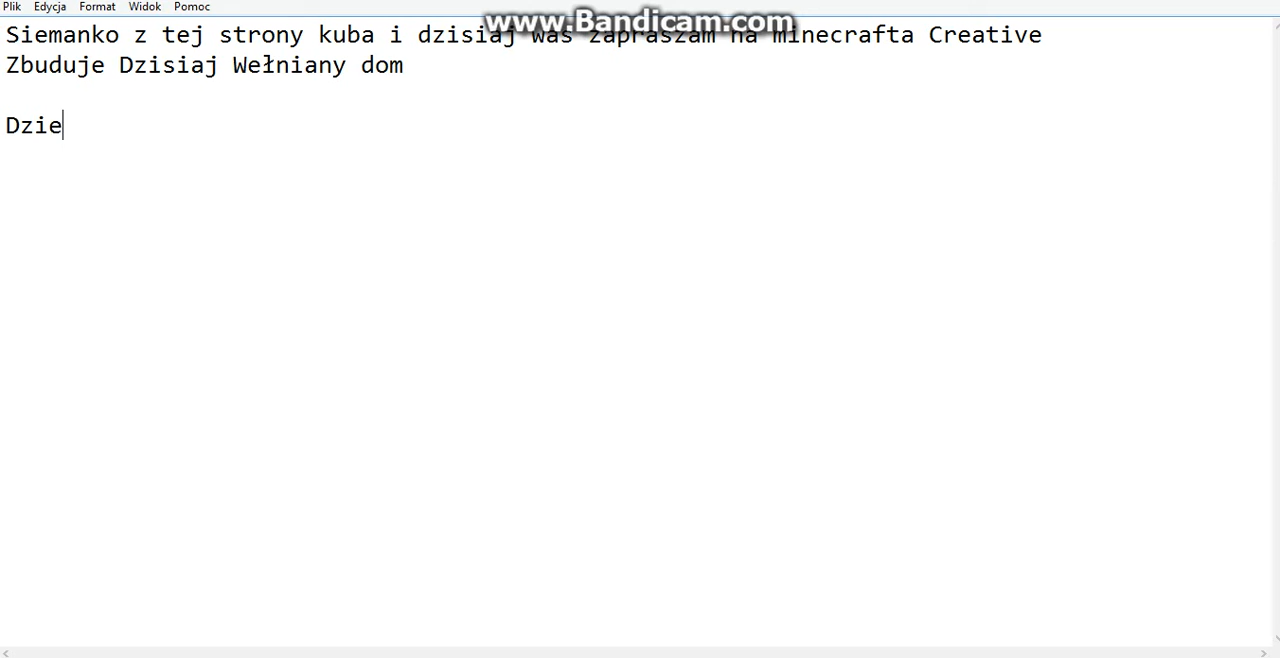 Plik Edycja Format Widok Pomoc
www.Bandicam.com
Siemanko z tej strony kuba i dzisiaj was zapraszam na minecrafta Creative
Zbuduje Dzisiaj Wełniany dom
Dzie